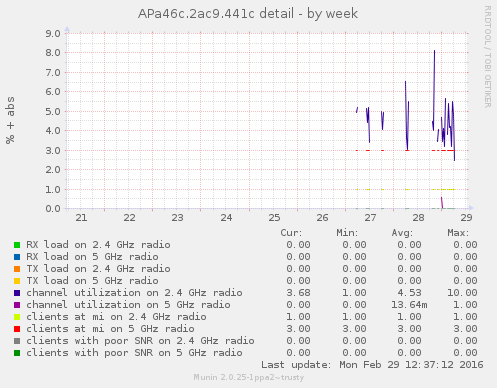 APa46c.2ac9.441c detail - by week
RRDTOOL / TOBI OETIKER
% + abs
9.0
8.0
7.0
6.0
5.0
4.0
3.0
2.0
1.0
0.0
21 22 23 24 25 26 27 28 29
Cur: Min: Avg: Max:
RX load on 2.4 GHz radio 0.00 0.00 0.00 0.00
RX load on 5 GHz radio 0.00 0.00 0.00 0.00
TX load on 2.4 GHz radio 0.00 0.00 0.00 0.00
TX load on 5 GHz radio 0.00 0.00 0.00 0.00
channel utilization on 2.4 GHz radio 3.68 1.00 4.53 10.00
channel utilization on 5 GHz radio 0.00 0.00 13.64m 1.00
clients at mi on 2.4 GHz radio 1.00 1.00 1.00 1.00
clients at mi on 5 GHz radio 3.00 3.00 3.00 3.00
clients with poor SNR on 2.4 GHz radio 0.00 0.00 0.00 0.00
clients with poor SNR on 5 GHz radio 0.00 0.00 0.00 0.00
Last update: Mon Feb 29 12:37:12 2016
Munin 2.0.25-1ppa2~trusty